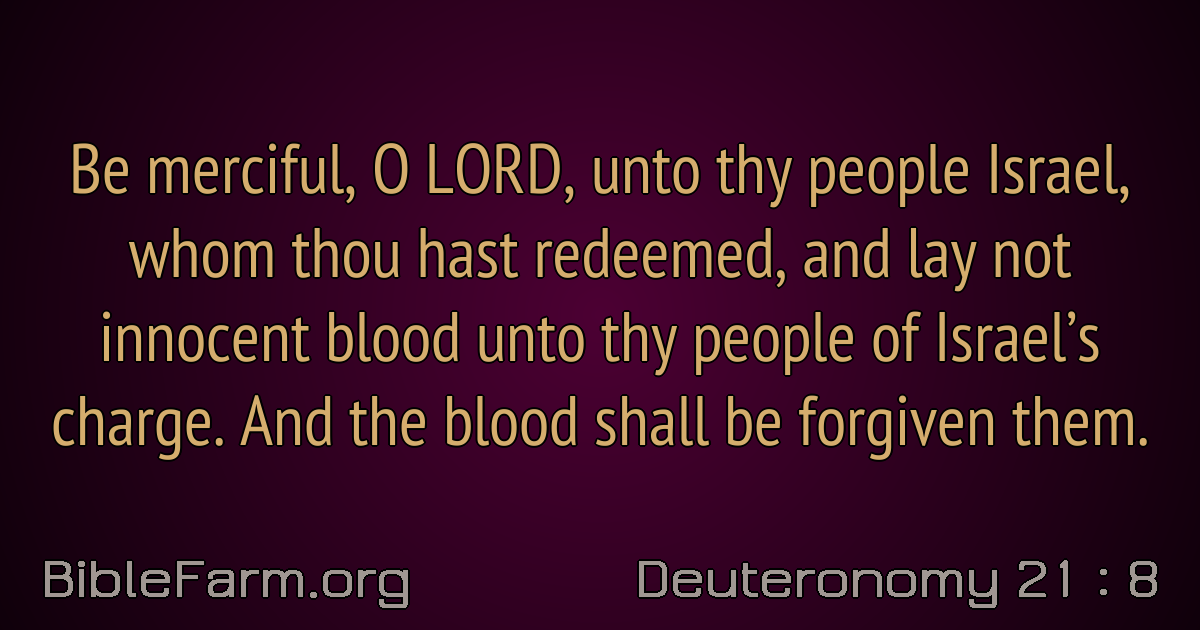 Be merciful, O LORD, unto thy people Israel,
whom thou hast redeemed, and lay not
innocent blood unto thy people of Israel’s
charge. And the blood shall be forgiven them.
BibleFarm.org
Deuteronomy 21 : 8